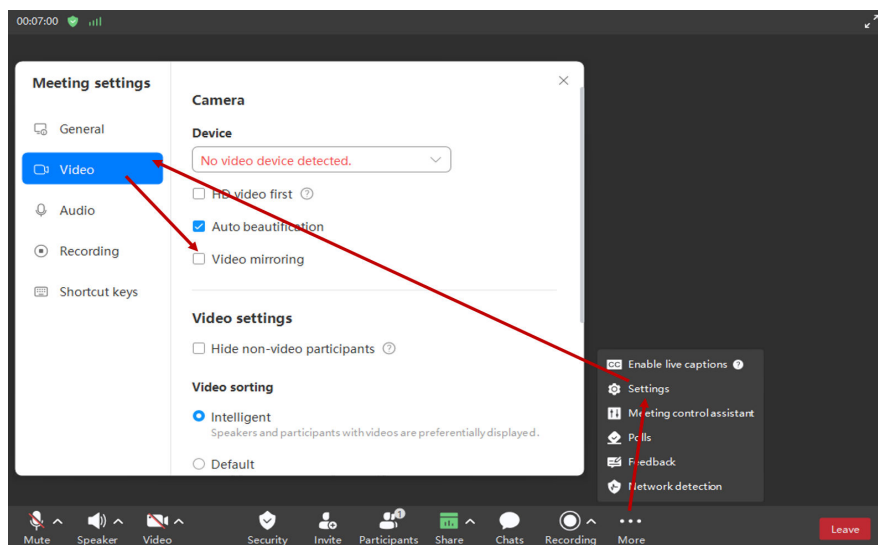 00:07:00
Meeting settings
General
Video
Audio
Recording
Shortcut keys
Camera
Device
No video device detected.
HD video first ?
Auto beautification
Video mirroring
Video settings
Hide non-video participants ?
Video sorting
Intelligent
Speakers and participants with videos are preferentially displayed.
Default
CC Enable live captions ?
Settings
Meeting control assistant
Polls
Feedback
Network detection
1
Mute Speaker Video Security Invite Participants Share Chats Recording More Leave